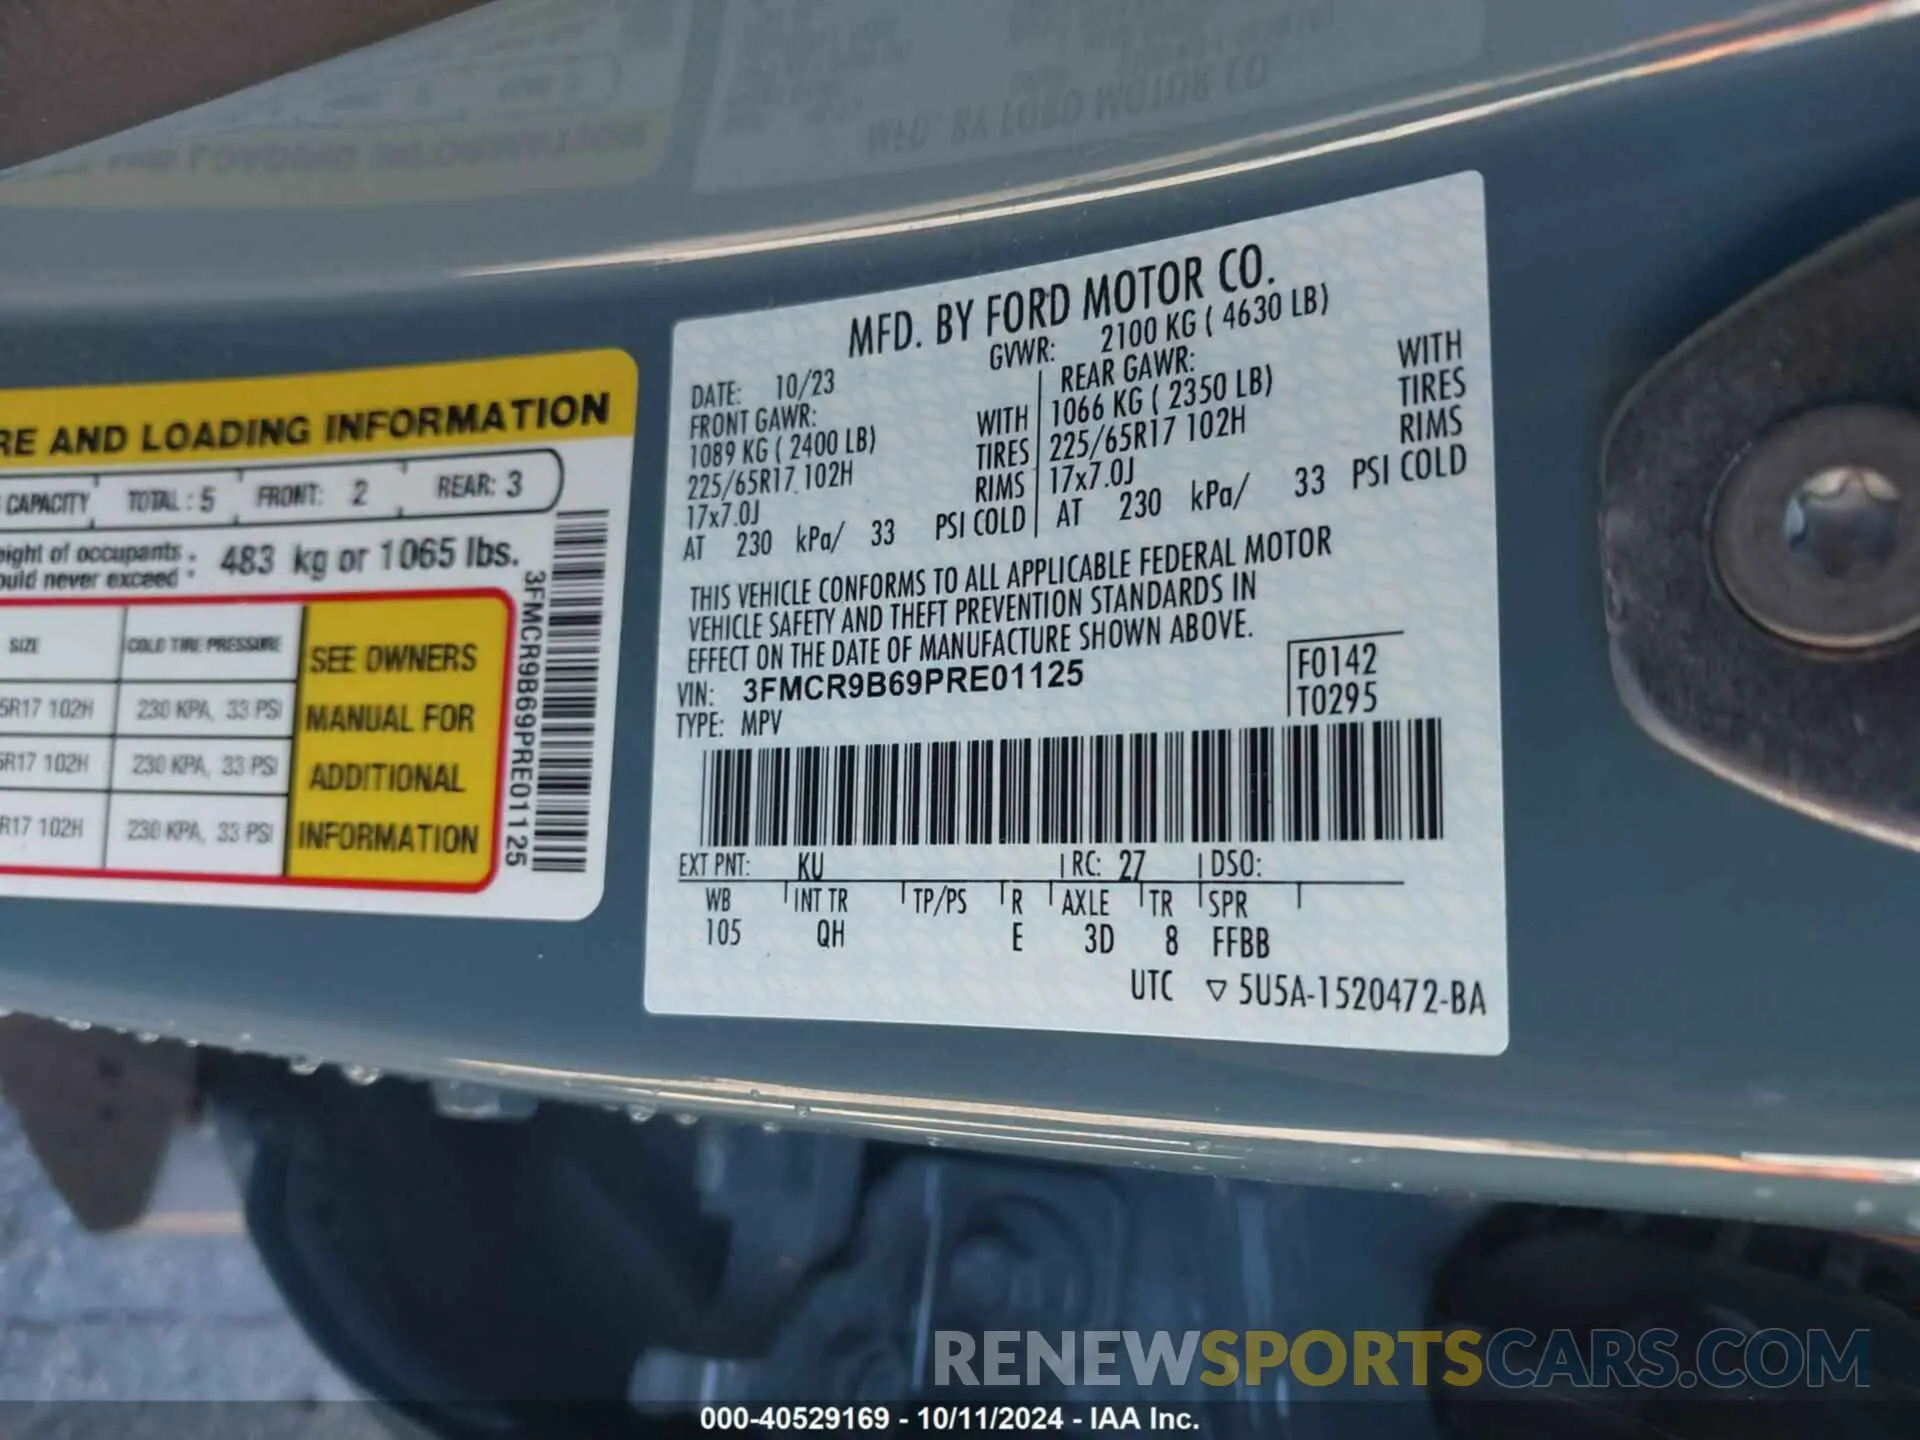 RE AND LOADING INFORMATION
CAPACITY TOTAL : 5 FRONT: 2 REAR: 3
eight of occupants : 483 kg or 1065 lbs.
ould never exceed :
SIZE COLD TIRE PRESSURE
5R17 102H 230 KPA, 33 PSI
5R17 102H 230 KPA, 33 PSI
R17 102H 230 KPA, 33 PSI
SEE OWNERS
MANUAL FOR
ADDITIONAL
INFORMATION
3FMCR9B69PRE01125
MFD. BY FORD MOTOR CO.
DATE: 10/23 GVWR: 2100 KG ( 4630 LB)
FRONT GAWR: REAR GAWR:
1089 KG ( 2400 LB) WITH 1066 KG ( 2350 LB) WITH
225/65R17 102H TIRES 225/65R17 102H TIRES
17x7.0J RIMS 17x7.0J RIMS
AT 230 kPa/ 33 PSI COLD AT 230 kPa/ 33 PSI COLD
THIS VEHICLE CONFORMS TO ALL APPLICABLE FEDERAL MOTOR
VEHICLE SAFETY AND THEFT PREVENTION STANDARDS IN
EFFECT ON THE DATE OF MANUFACTURE SHOWN ABOVE.
VIN: 3FMCR9B69PRE01125 F0142
TYPE: MPV T0295
EXT PNT: KU RC: 27 DSO:
WB INT TR TP/PS R AXLE TR SPR
105 QH E 3D 8 FFBB
UTC ▽ 5U5A-1520472-BA
RENEWSPORTSCARS.COM
000-40529169 - 10/11/2024 - IAA Inc.